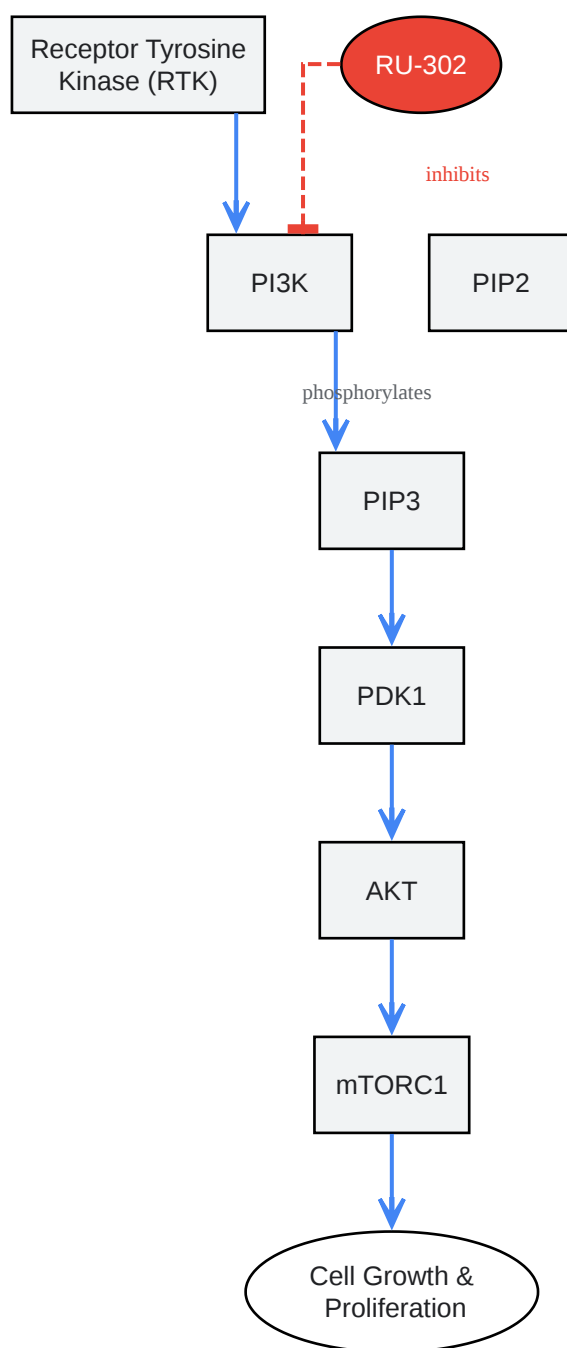 Receptor Tyrosine
Kinase (RTK)
RU-302
inhibits
PI3K
PIP2
phosphorylates
PIP3
PDK1
AKT
mTORC1
Cell Growth &
Proliferation